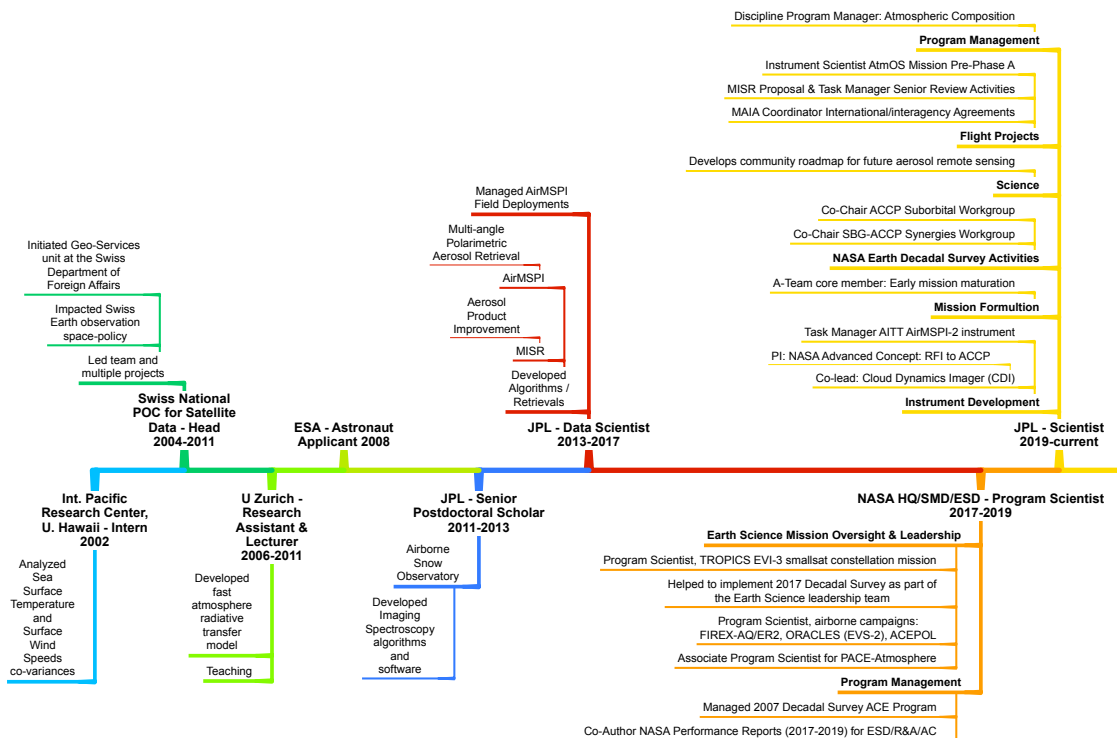 Discipline Program Manager: Atmospheric Composition
Program Management
Instrument Scientist AtmOS Mission Pre-Phase A
MISR Proposal & Task Manager Senior Review Activities
MAIA Coordinator International/interagency Agreements
Flight Projects
Develops community roadmap for future aerosol remote sensing
Science
Co-Chair ACCP Suborbital Workgroup
Co-Chair SBG-ACCP Synergies Workgroup
NASA Earth Decadal Survey Activities
A-Team core member: Early mission maturation
Mission Formultion
Task Manager AITT AirMSPI-2 instrument
PI: NASA Advanced Concept: RFI to ACCP
Co-lead: Cloud Dynamics Imager (CDI)
Instrument Development
JPL - Scientist
2019-current
Managed AirMSPI
Field Deployments
Multi-angle
Polarimetric
Aerosol Retrieval
AirMSPI
Aerosol
Product
Improvement
MISR
Developed
Algorithms /
Retrievals
JPL - Data Scientist
2013-2017
ESA - Astronaut
Applicant 2008
Initiated Geo-Services
unit at the Swiss
Department of
Foreign Affairs
Impacted Swiss
Earth observation
space-policy
Led team and
multiple projects
Swiss National
POC for Satellite
Data - Head
2004-2011
Int. Pacific
Research Center,
U. Hawaii - Intern
2002
Analyzed
Sea
Surface
Temperature
and
Surface
Wind
Speeds
co-variances
U Zurich -
Research
Assistant &
Lecturer
2006-2011
Developed
fast
atmosphere
radiative
transfer
model
Teaching
JPL - Senior
Postdoctoral Scholar
2011-2013
Airborne
Snow
Observatory
Developed
Imaging
Spectroscopy
algorithms
and
software
NASA HQ/SMD/ESD - Program Scientist
2017-2019
Earth Science Mission Oversight & Leadership
Program Scientist, TROPICS EVI-3 smallsat constellation mission
Helped to implement 2017 Decadal Survey as part of
the Earth Science leadership team
Program Scientist, airborne campaigns:
FIREX-AQ/ER2, ORACLES (EVS-2), ACEPOL
Associate Program Scientist for PACE-Atmosphere
Program Management
Managed 2007 Decadal Survey ACE Program
Co-Author NASA Performance Reports (2017-2019) for ESD/R&A/AC